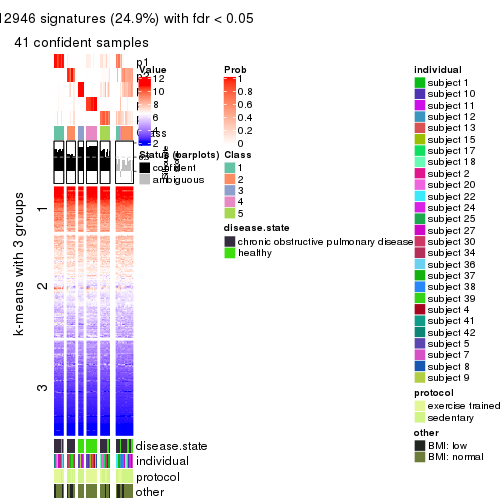 12946 signatures (24.9%) with fdr < 0.05
41 confident samples
p1
Value
12
10
8
6
4
2
Prob
1
0.8
0.6
0.4
0.2
0
Status (barplots)
confident
ambiguous
Class
1
2
3
4
5
disease.state
chronic obstructive pulmonary disease
healthy
k-means with 3 groups
1
2
3
disease.state
individual
protocol
other
individual
subject 1
subject 10
subject 11
subject 12
subject 13
subject 15
subject 17
subject 18
subject 2
subject 20
subject 22
subject 24
subject 25
subject 27
subject 30
subject 34
subject 36
subject 37
subject 38
subject 39
subject 4
subject 41
subject 42
subject 5
subject 7
subject 8
subject 9
protocol
exercise trained
sedentary
other
BMI: low
BMI: normal